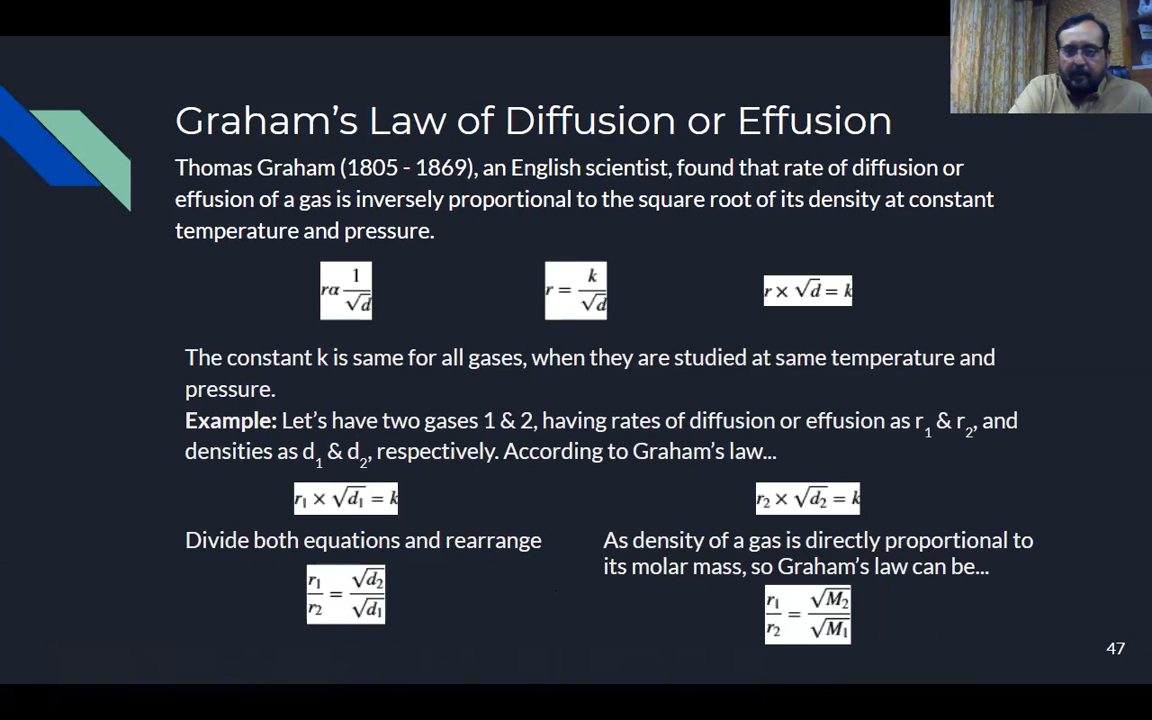 Graham's Law of Diffusion or Effusion
Thomas Graham (1805 - 1869), an English scientist, found that rate of diffusion or
effusion of a gas is inversely proportional to the square root of its density at constant
temperature and pressure.
rα 1/√d
r = k/√d
r × √d = k
The constant k is same for all gases, when they are studied at same temperature and
pressure.
Example: Let's have two gases 1 & 2, having rates of diffusion or effusion as r₁ & r₂, and
densities as d₁ & d₂, respectively. According to Graham's law...
r₁ × √d₁ = k
r₂ × √d₂ = k
Divide both equations and rearrange
r₁/r₂ = √d₂/√d₁
As density of a gas is directly proportional to
its molar mass, so Graham's law can be...
r₁/r₂ = √M₂/√M₁
47